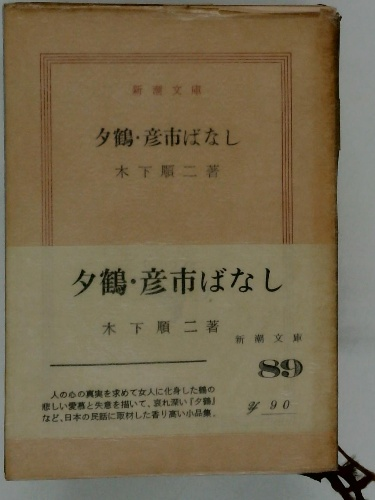 新潮文庫
夕鶴・彦市ばなし
木下順二著
夕鶴・彦市ばなし
木下順二著
新潮文庫
89
人の心の真実を求めて女人に化身した鶴の
悲しい愛慕と失意を描いて、哀れ深い『夕鶴』
など、日本の民話に取材した香り高い小品集。
¥ 90